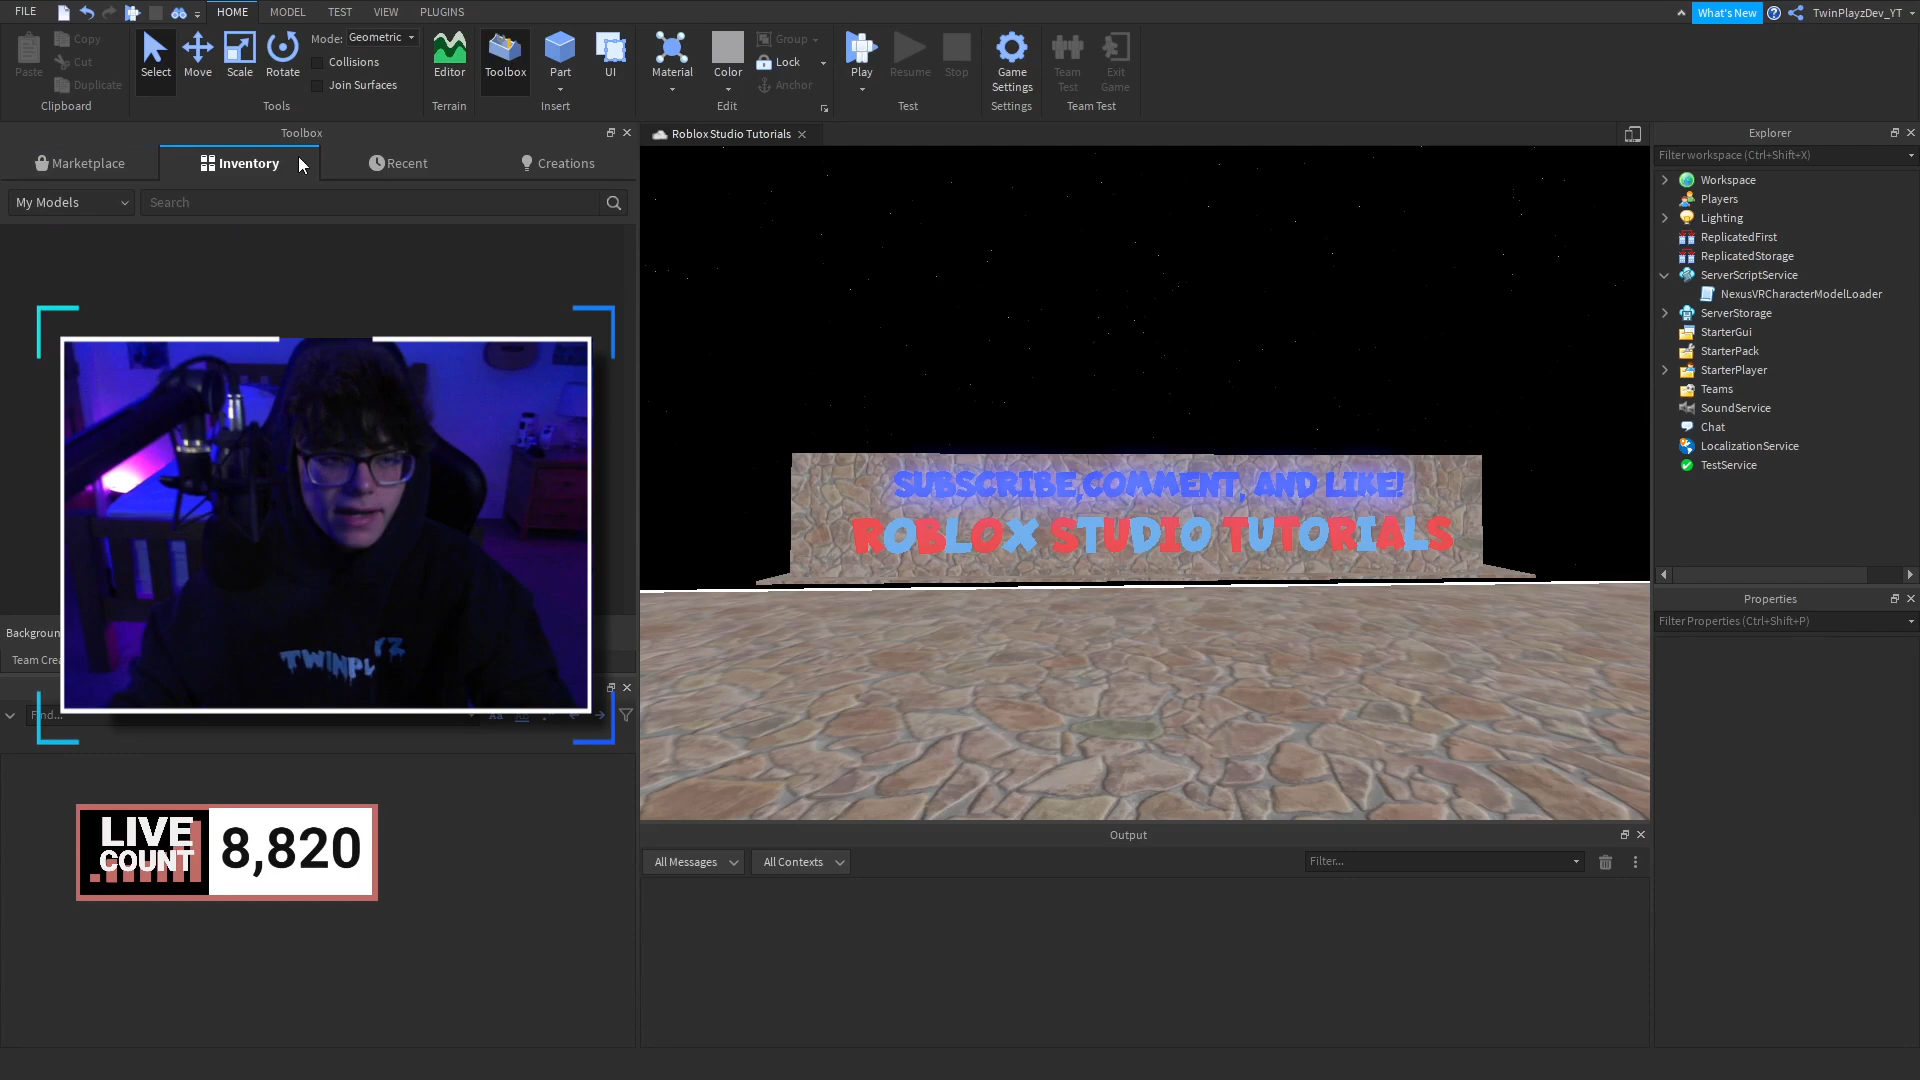 FILE HOME MODEL TEST VIEW PLUGINS What's New TwinPlayzDev_YT
Paste Copy Cut Duplicate
Clipboard
Select Move Scale Rotate
Mode: Geometric
Collisions
Join Surfaces
Tools
Editor
Terrain
Toolbox Part UI
Insert
Material Color
Group
Lock
Anchor
Edit
Play Resume Stop
Test
Game Settings
Settings
Team Test
Exit Game
Team Test
Toolbox
Marketplace Inventory Recent Creations
My Models Search
Find...
LIVE COUNT 8,820
Roblox Studio Tutorials
SUBSCRIBE,COMMENT, AND LIKE!
ROBLOX STUDIO TUTORIALS
Output
All Messages All Contexts Filter...
Explorer
Filter workspace (Ctrl+Shift+X)
Workspace
Players
Lighting
ReplicatedFirst
ReplicatedStorage
ServerScriptService
NexusVRCharacterModelLoader
ServerStorage
StarterGui
StarterPack
StarterPlayer
Teams
SoundService
Chat
LocalizationService
TestService
Properties
Filter Properties (Ctrl+Shift+P)